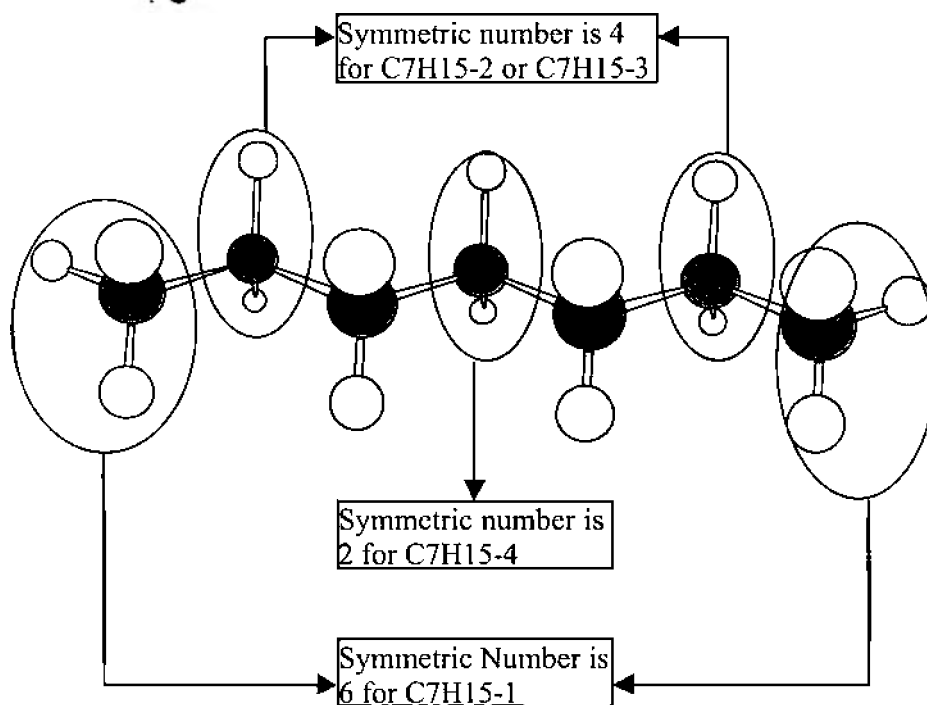 Symmetric number is 4
for C7H15-2 or C7H15-3
Symmetric number is
2 for C7H15-4
Symmetric Number is
6 for C7H15-1